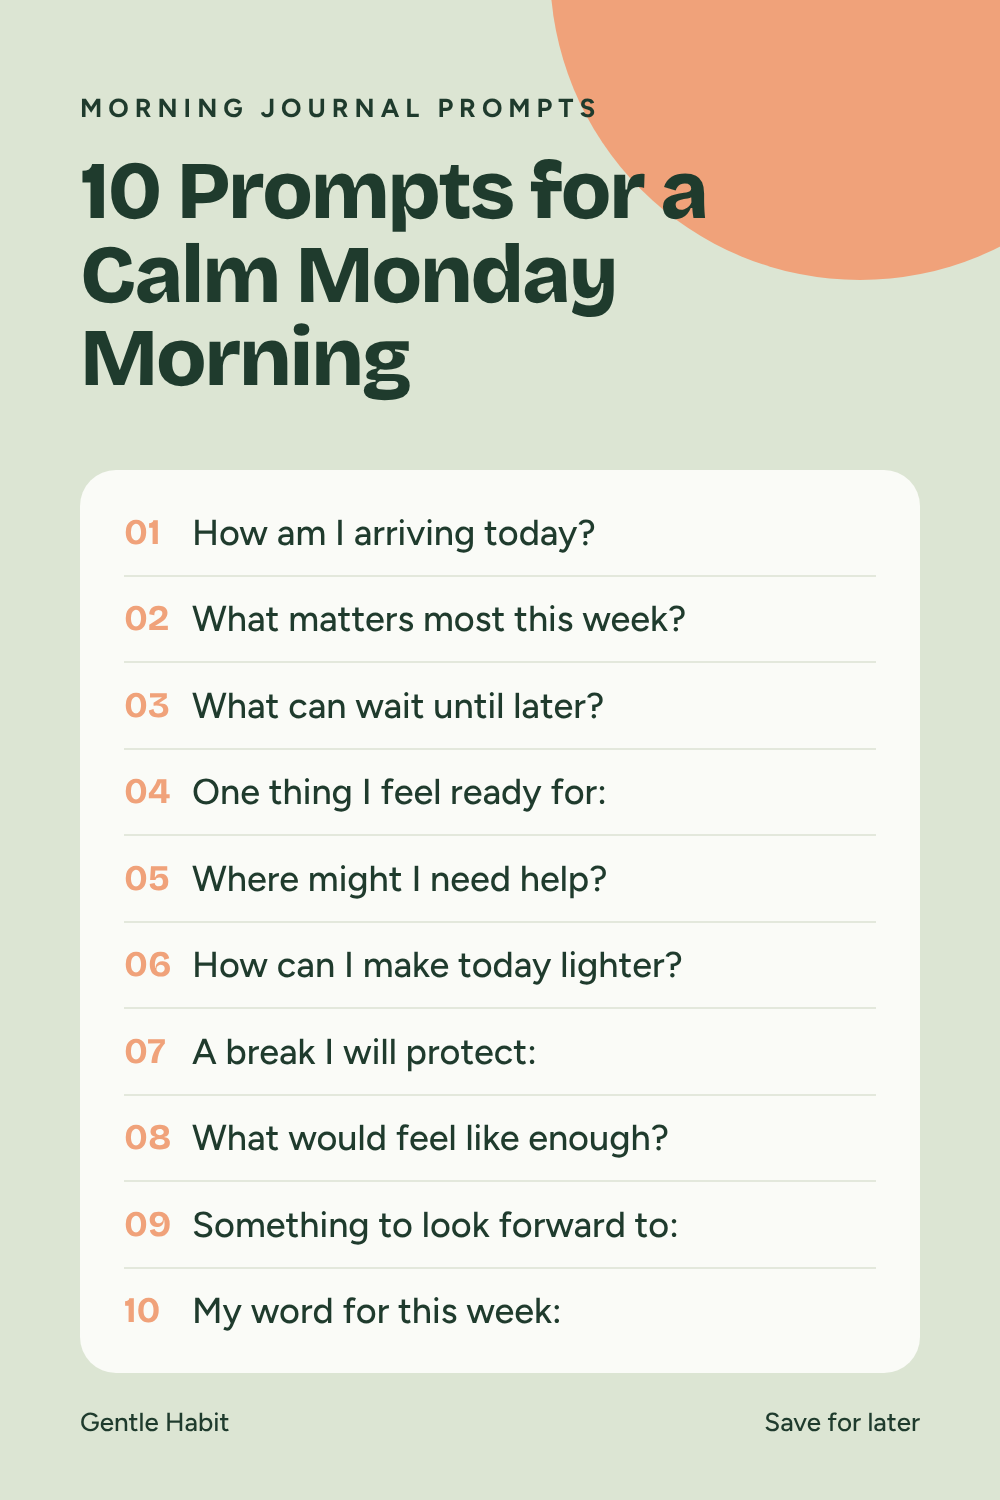 MORNING JOURNAL PROMPTS
10 Prompts for a
Calm Monday
Morning
01 How am I arriving today?
02 What matters most this week?
03 What can wait until later?
04 One thing I feel ready for:
05 Where might I need help?
06 How can I make today lighter?
07 A break I will protect:
08 What would feel like enough?
09 Something to look forward to:
10 My word for this week:
Gentle Habit
Save for later